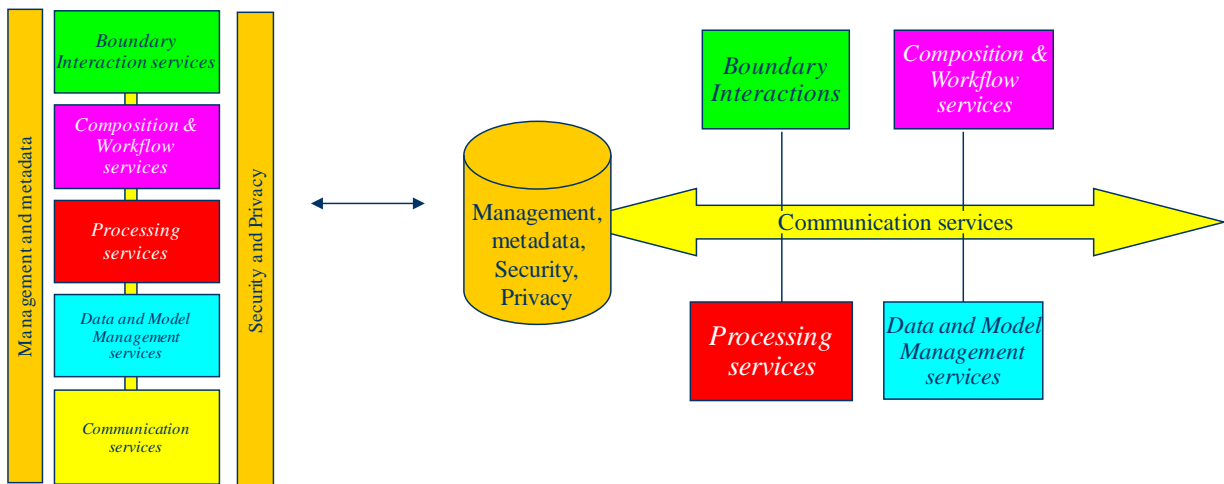 Management and metadata
Boundary
Interaction services
Composition &
Workflow
services
Processing
services
Data and Model
Management
services
Communication
services
Security and Privacy
Management,
metadata,
Security,
Privacy
Boundary
Interactions
Composition &
Workflow
services
Communication services
Processing
services
Data and Model
Management
services